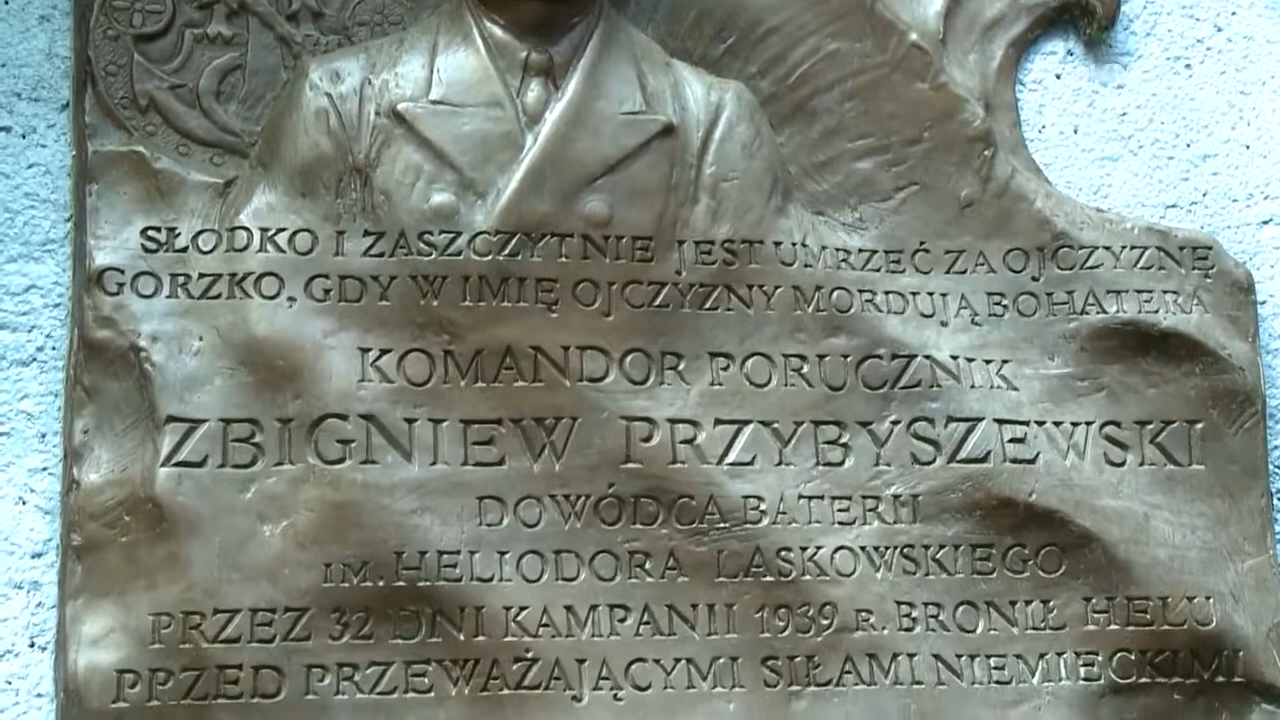 SŁODKO I ZASZCZYTNIE JEST UMRZEĆ ZA OJCZYZNĘ
GORZKO, GDY W IMIĘ OJCZYZNY MORDUJĄ BOHATERA
KOMANDOR PORUCZNIK
ZBIGNIEW PRZYBYSZEWSKI
DOWÓDCA BATERII
IM. HELIODORA LASKOWSKIEGO
PRZEZ 32 DNI KAMPANII 1939 R. BRONIŁ HELU
PRZED PRZEWAŻAJĄCYMI SIŁAMI NIEMIECKIMI